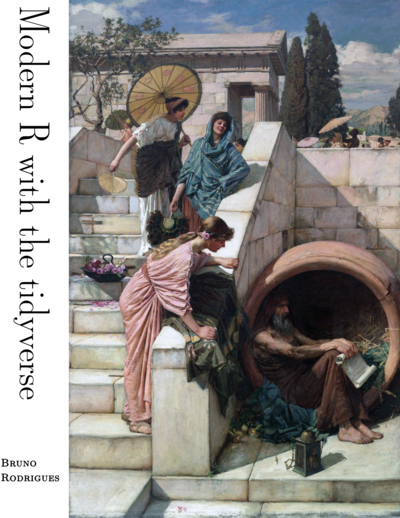 Modern R with the tidyverse
BRUNO
RODRIGUES